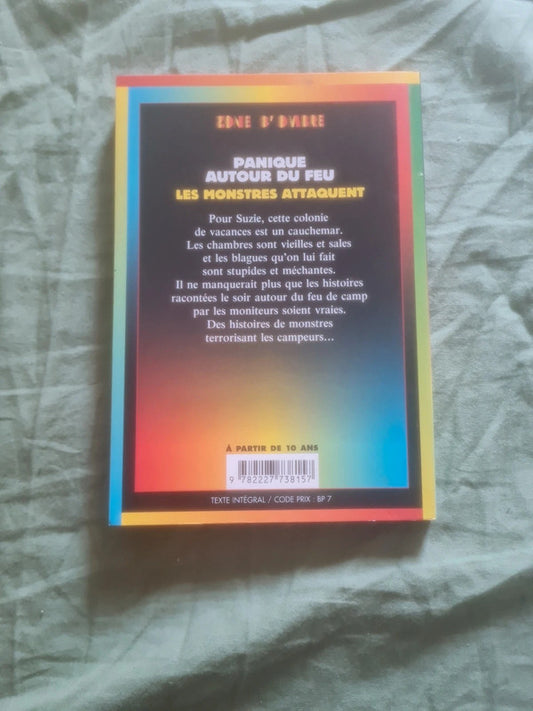 ZONE D'OMBRE
PANIQUE
AUTOUR DU FEU
LES MONSTRES ATTAQUENT
Pour Suzie, cette colonie
de vacances est un cauchemar.
Les chambres sont vieilles et sales
et les blagues qu'on lui fait
sont stupides et méchantes.
Il ne manquerait plus que les histoires
racontées le soir autour du feu de camp
par les moniteurs soient vraies.
Des histoires de monstres
terrorisant les campeurs...
À PARTIR DE 10 ANS
9 782227 738157
TEXTE INTÉGRAL / CODE PRIX : BP 7